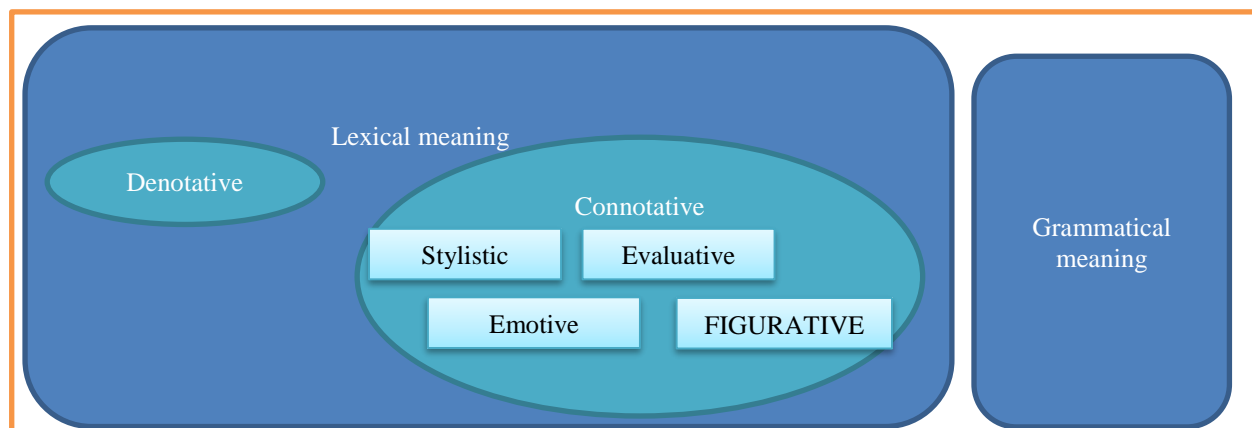 Lexical meaning
Denotative
Connotative
Stylistic
Evaluative
Emotive
FIGURATIVE
Grammatical
meaning